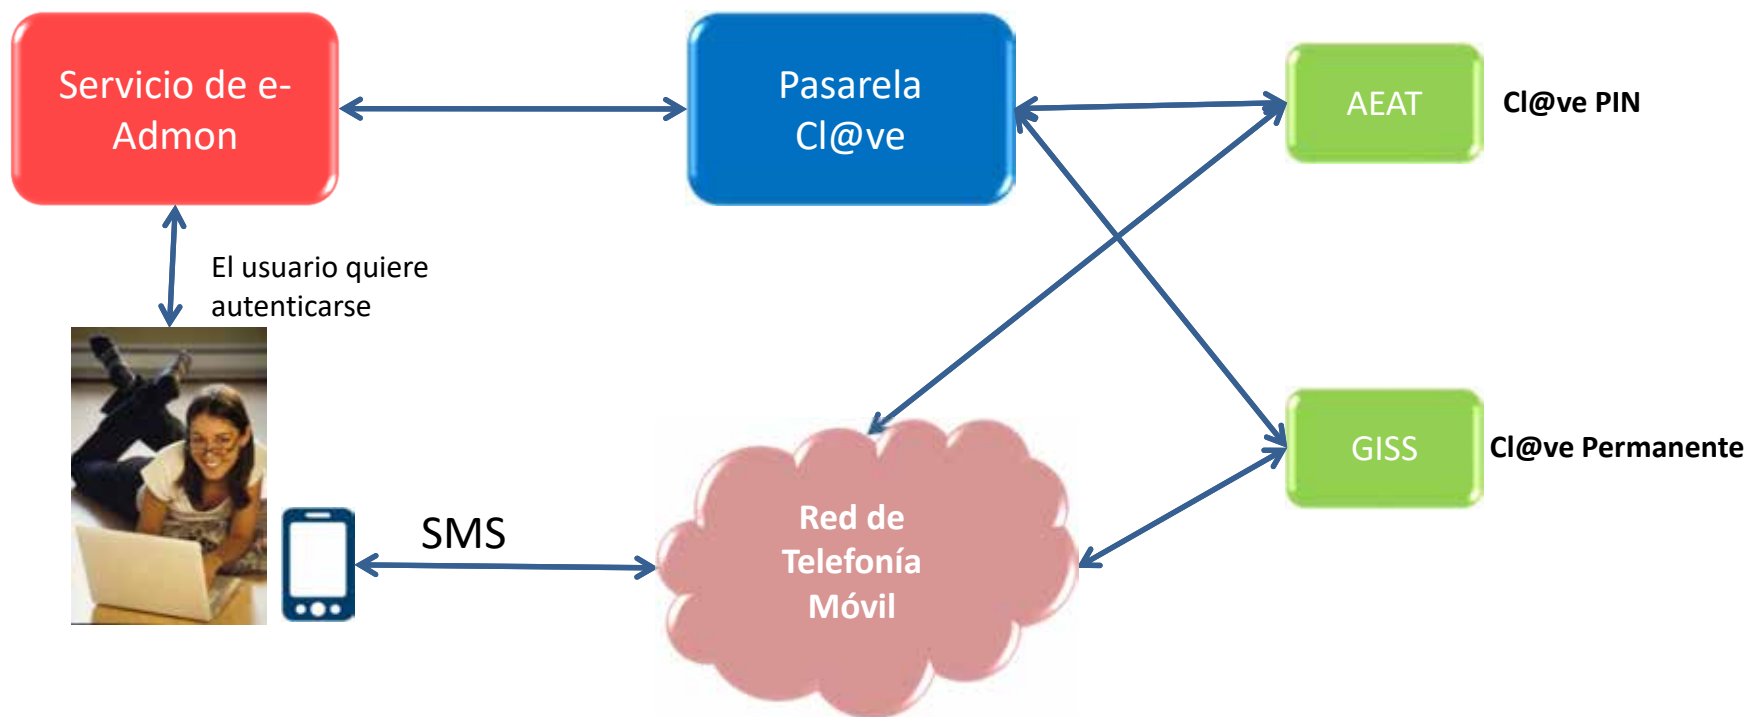 Servicio de e-
Admon
Pasarela
Cl@ve
AEAT
Cl@ve PIN
El usuario quiere
autenticarse
GISS
Cl@ve Permanente
SMS
Red de
Telefonía
Móvil